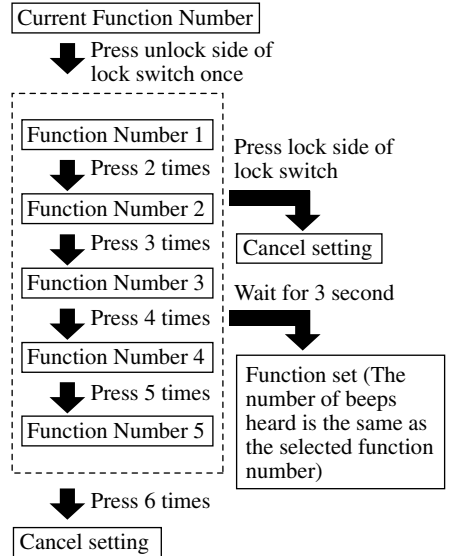 Current Function Number
Press unlock side of
lock switch once
Function Number 1
Press 2 times
Function Number 2
Press 3 times
Function Number 3
Press 4 times
Function Number 4
Press 5 times
Function Number 5
Press 6 times
Cancel setting
Press lock side of
lock switch
Cancel setting
Wait for 3 second
Function set (The
number of beeps
heard is the same as
the selected function
number)